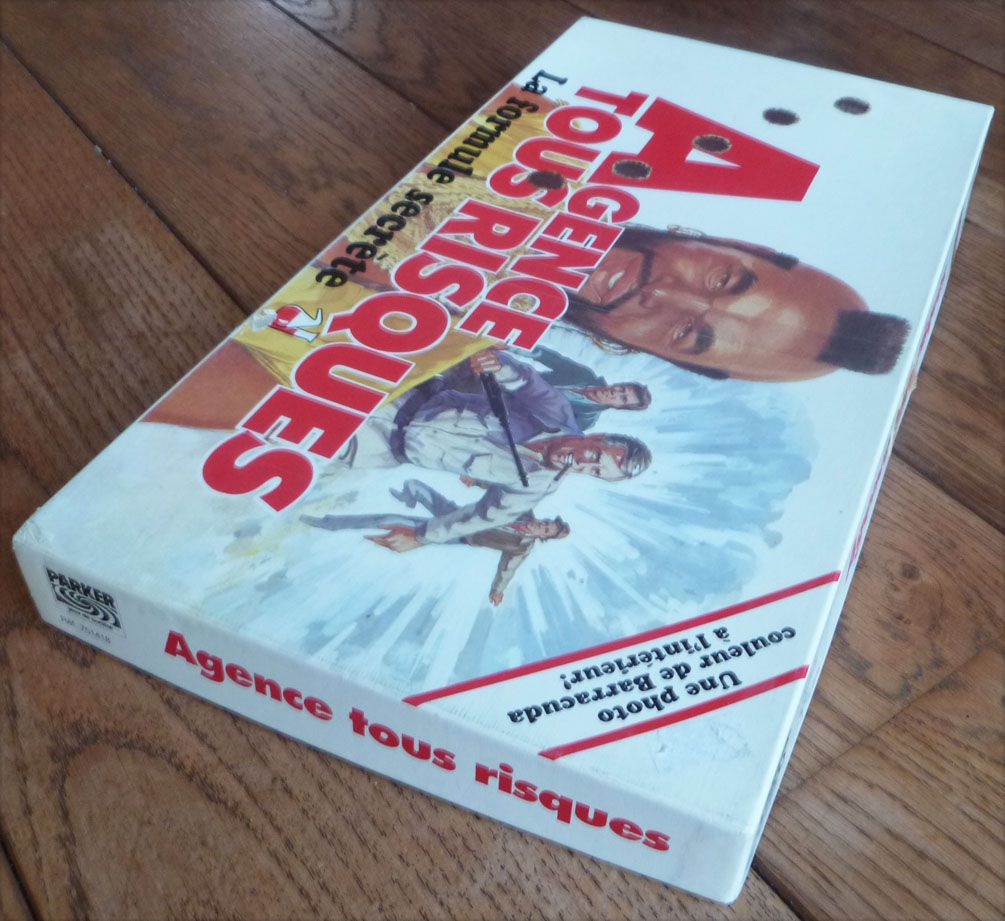 AGENCE
TOUS RISQUES
La formule secrète
Une photo
couleur de Barracuda
à l'intérieur!
PARKER
Agence tous risques